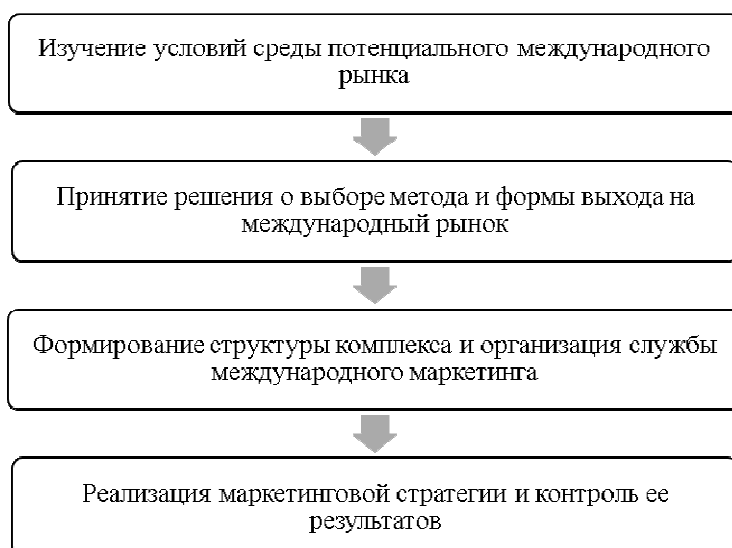 Изучение условий среды потенциального международного
рынка
Принятие решения о выборе метода и формы выхода на
международный рынок
Формирование структуры комплекса и организация службы
международного маркетинга
Реализация маркетинговой стратегии и контроль ее
результатов